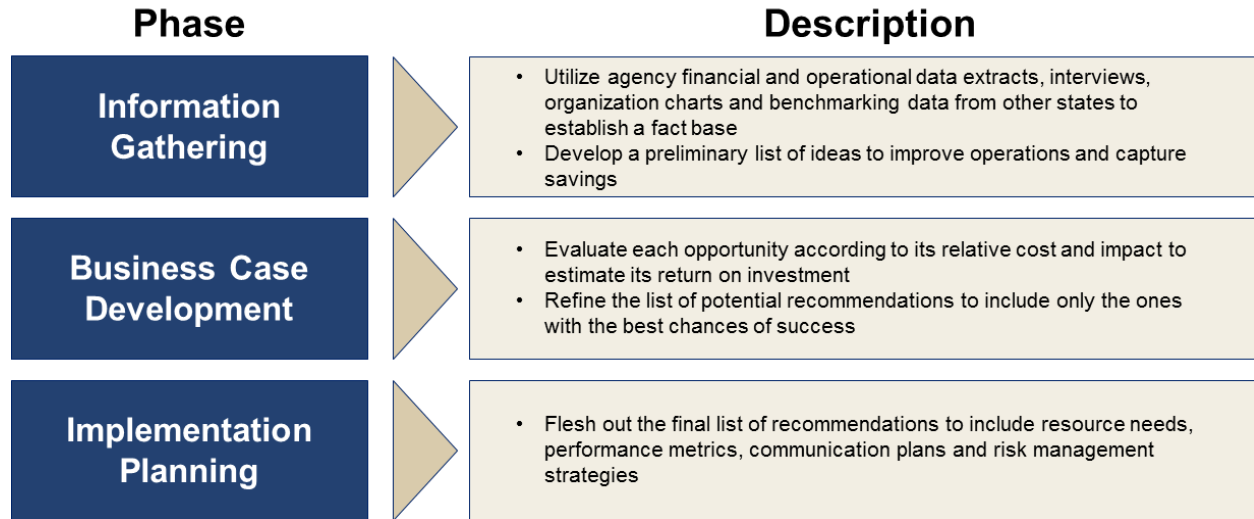 Phase
Description
Information
Gathering
• Utilize agency financial and operational data extracts, interviews,
organization charts and benchmarking data from other states to
establish a fact base
• Develop a preliminary list of ideas to improve operations and capture
savings
Business Case
Development
• Evaluate each opportunity according to its relative cost and impact to
estimate its return on investment
• Refine the list of potential recommendations to include only the ones
with the best chances of success
Implementation
Planning
• Flesh out the final list of recommendations to include resource needs,
performance metrics, communication plans and risk management
strategies